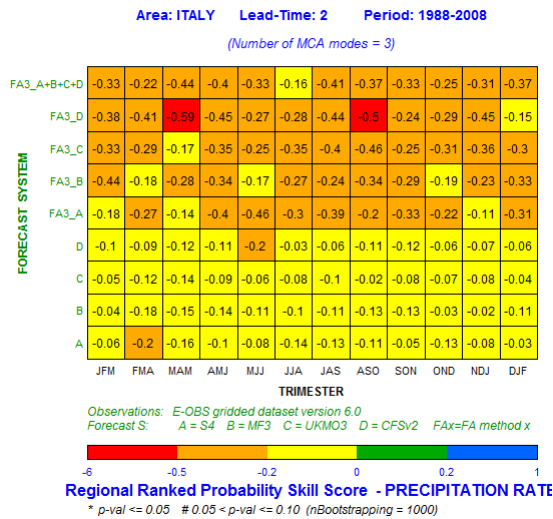 Area: ITALY Lead-Time: 2 Period: 1988-2008
(Number of MCA modes = 3)
FA3_A+B+C+D -0.33 -0.22 -0.44 -0.4 -0.33 -0.16 -0.41 -0.37 -0.33 -0.25 -0.31 -0.37
FA3_D -0.38 -0.41 -0.59 -0.45 -0.27 -0.28 -0.44 -0.5 -0.24 -0.29 -0.45 -0.15
FA3_C -0.33 -0.29 -0.17 -0.35 -0.25 -0.35 -0.4 -0.46 -0.25 -0.31 -0.36 -0.3
FA3_B -0.44 -0.18 -0.28 -0.34 -0.17 -0.27 -0.24 -0.34 -0.29 -0.19 -0.23 -0.33
FA3_A -0.18 -0.27 -0.14 -0.4 -0.46 -0.3 -0.39 -0.2 -0.33 -0.22 -0.11 -0.31
D -0.1 -0.09 -0.12 -0.11 -0.2 -0.03 -0.06 -0.11 -0.12 -0.06 -0.07 -0.06
C -0.05 -0.12 -0.14 -0.09 -0.06 -0.08 -0.1 -0.02 -0.08 -0.07 -0.08 -0.04
B -0.04 -0.18 -0.15 -0.14 -0.11 -0.1 -0.11 -0.13 -0.13 -0.03 -0.02 -0.11
A -0.06 -0.2 -0.16 -0.1 -0.08 -0.14 -0.13 -0.11 -0.05 -0.13 -0.08 -0.03
FORECAST SYSTEM
JFM FMA MAM AMJ MJJ JJA JAS ASO SON OND NDJ DJF
TRIMESTER
Observations: E-OBS gridded dataset version 6.0
Forecast S: A = S4 B = MF3 C = UKMO3 D = CFSv2 FAx=FA method x
-6 -0.5 -0.2 0 0.2 1
Regional Ranked Probability Skill Score - PRECIPITATION RATE
* p-val <= 0.05 # 0.05 < p-val <= 0.10 (nBootstrapping = 1000)